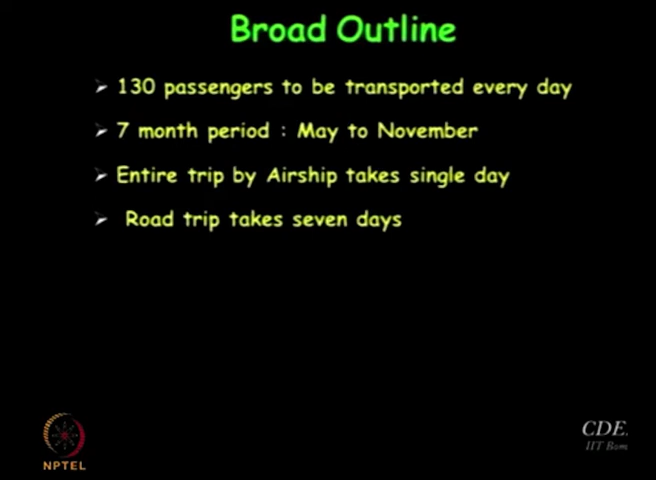 Broad Outline
130 passengers to be transported every day
7 month period : May to November
Entire trip by Airship takes single day
Road trip takes seven days
CDE.
IIT Bom
NPTEL